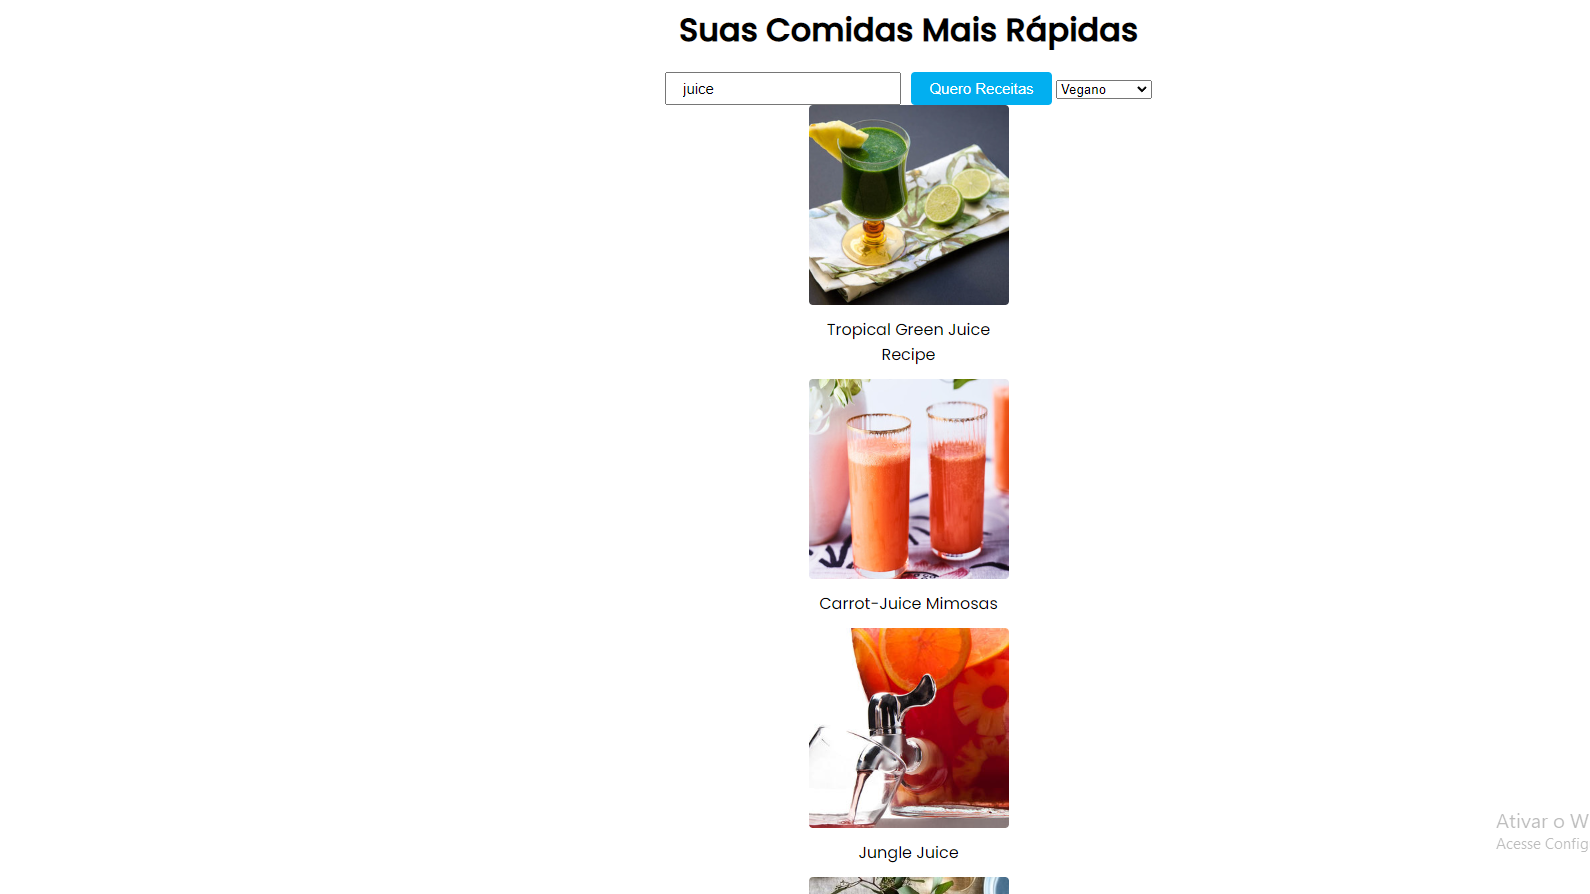 Suas Comidas Mais Rápidas
juice
Quero Receitas
Vegano
Tropical Green Juice
Recipe
Carrot-Juice Mimosas
Jungle Juice
Ativar o W
Acesse Config